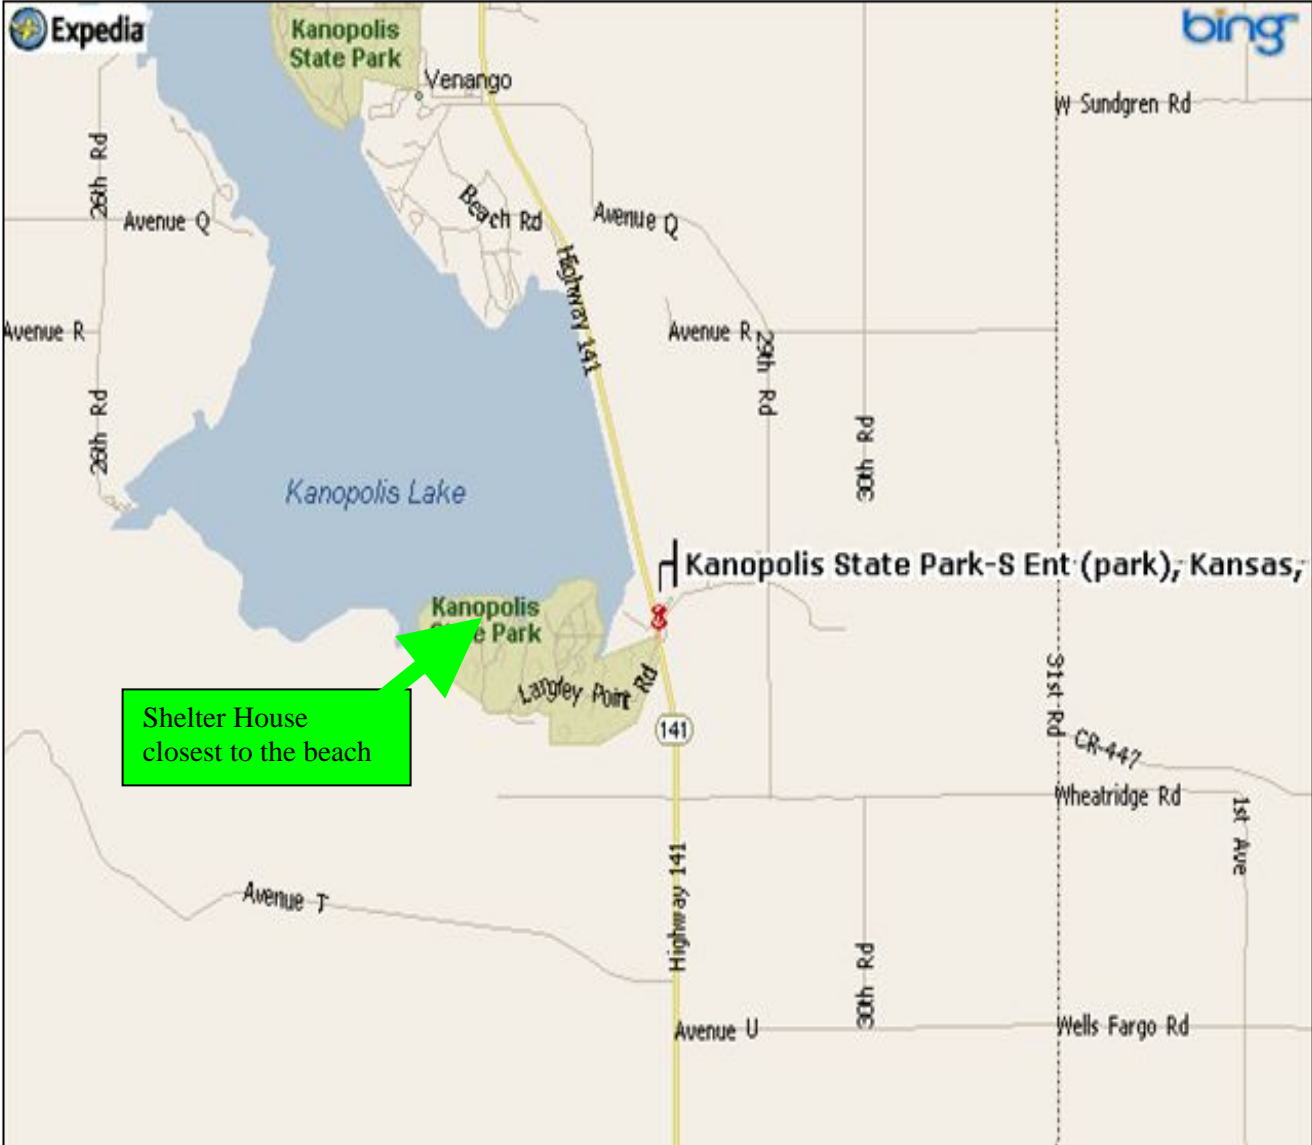 Expedia
bing
Kanopolis
State Park
Venango
W Sundgren Rd
26th Rd
Avenue Q
Beach Rd
Avenue Q
Highway 141
Avenue R
Avenue R
29th Rd
26th Rd
30th Rd
Kanopolis Lake
Kanopolis State Park-S Ent (park), Kansas,
Kanopolis
Park
Langley Point Rd
31st Rd
Shelter House
closest to the beach
141
CR-447
Wheatridge Rd
1st Ave
Highway 141
Avenue T
30th Rd
Avenue U
Wells Fargo Rd